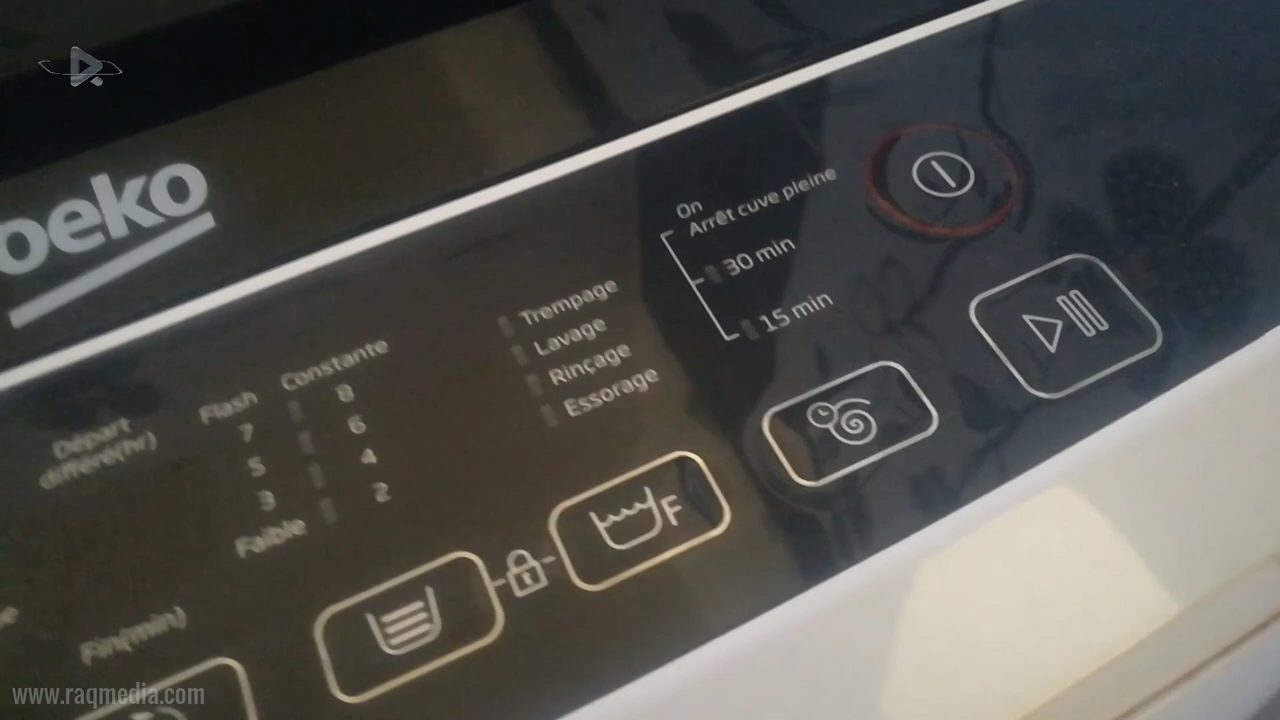 beko
On
Arrêt cuve pleine
30 min
15 min
Trempage
Lavage
Rinçage
Essorage
Flash
Constante
7
8
5
6
3
4
Faible
2
Départ
différé(hr)
Fin(min)
F
www.raqmedia.com